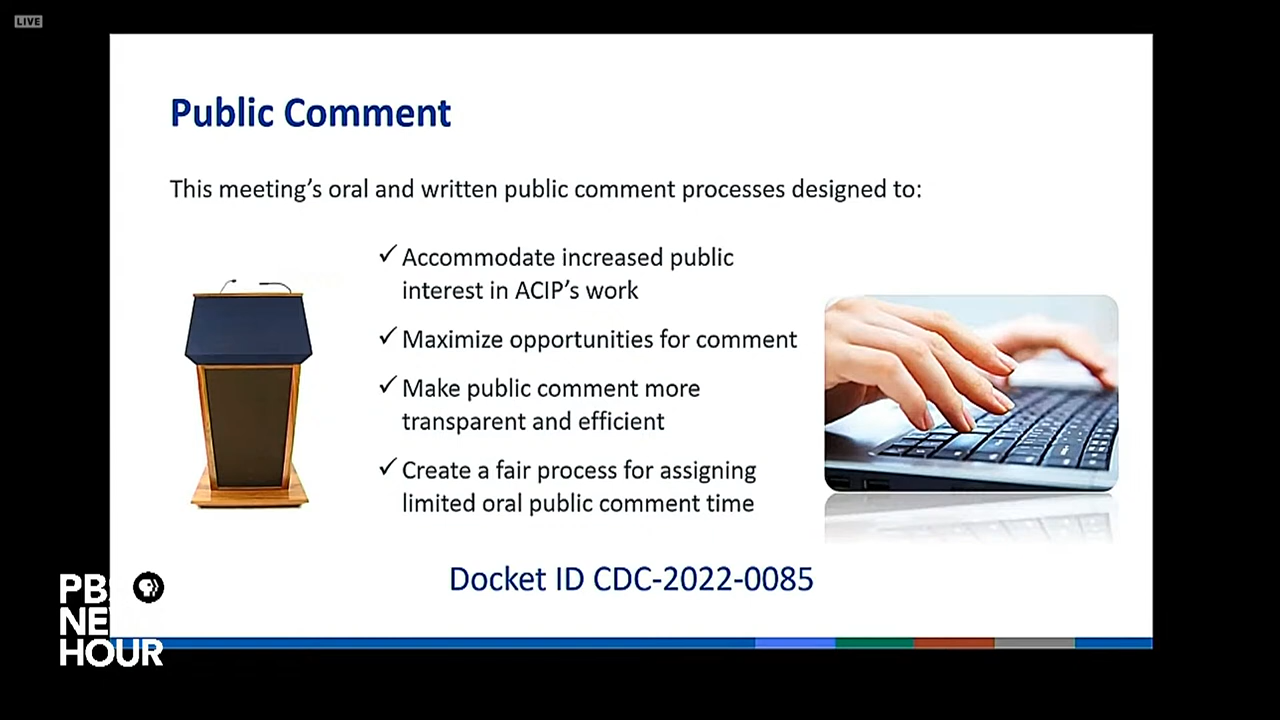 LIVE
Public Comment
This meeting's oral and written public comment processes designed to:
✓ Accommodate increased public
interest in ACIP's work
✓ Maximize opportunities for comment
✓ Make public comment more
transparent and efficient
✓ Create a fair process for assigning
limited oral public comment time
Docket ID CDC-2022-0085
PB
NE
HOUR